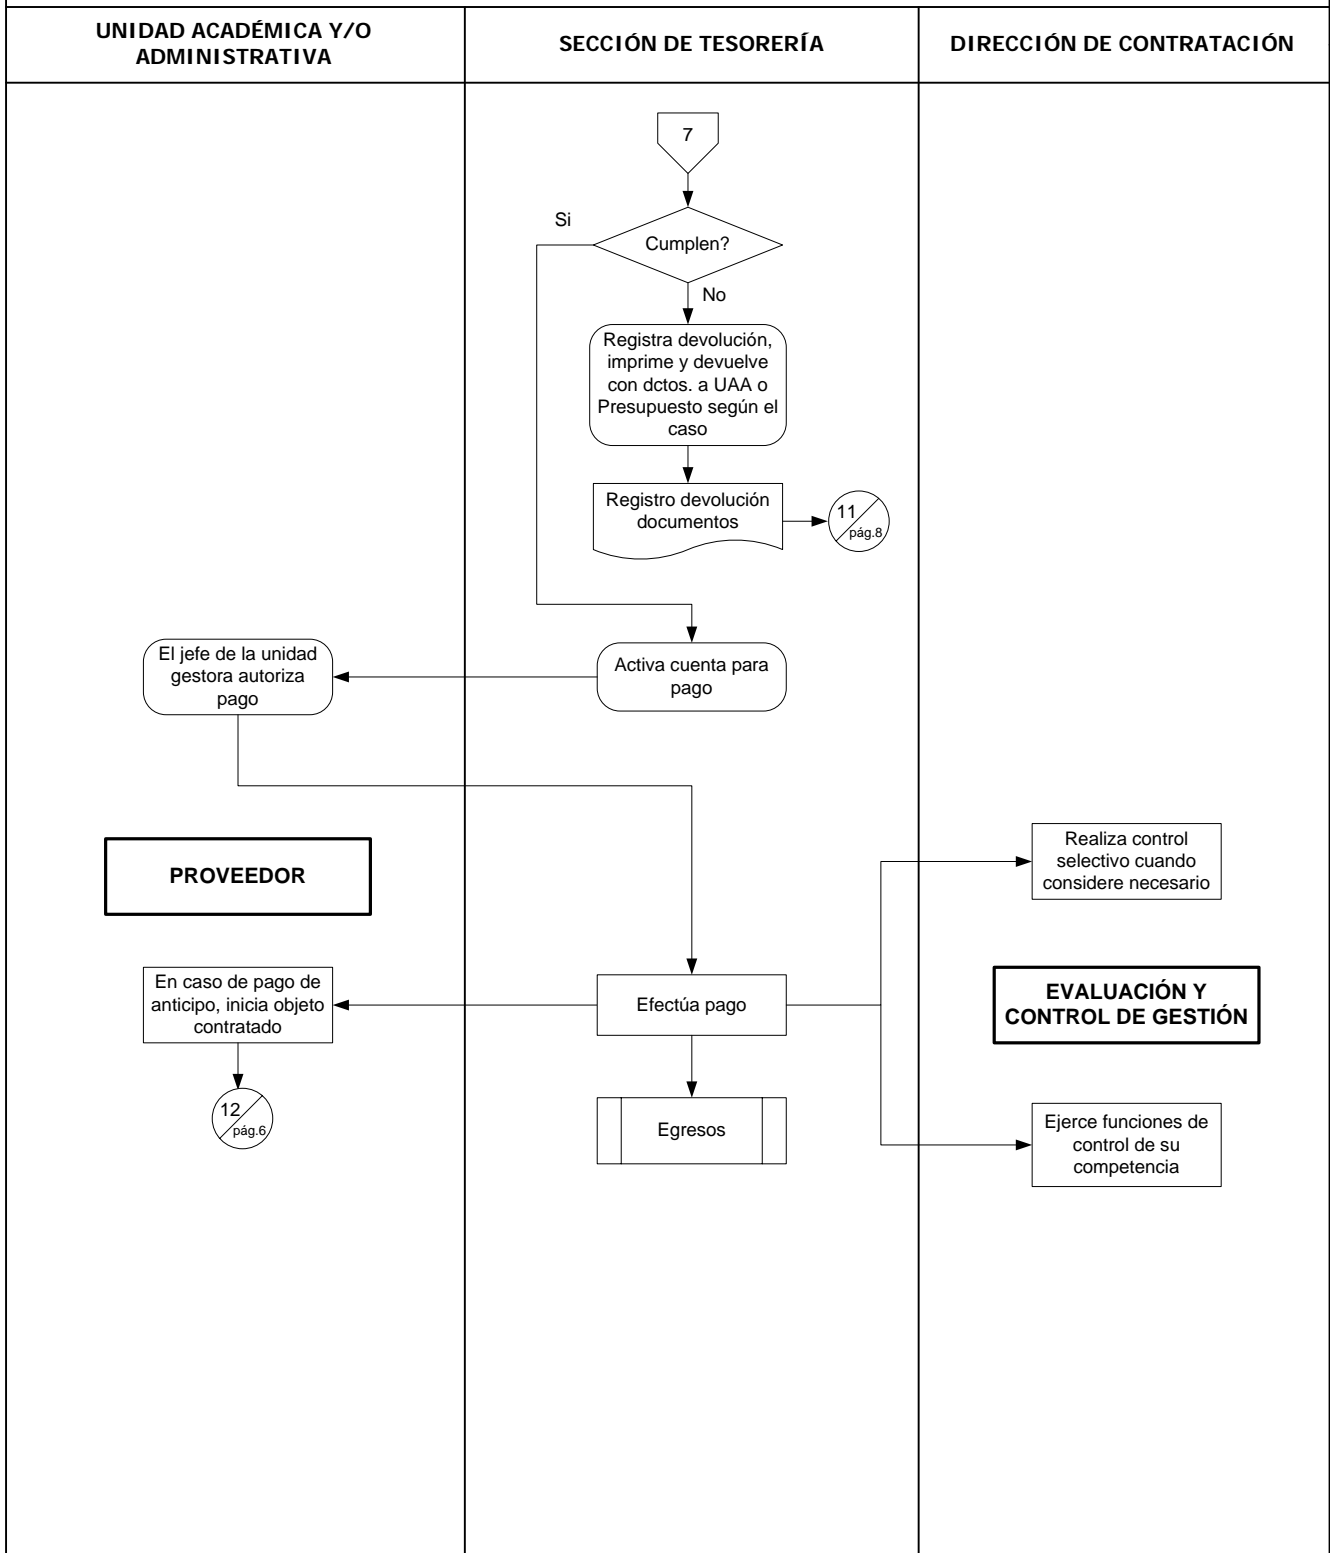 UNIDAD ACADÉMICA Y/O
ADMINISTRATIVA
SECCIÓN DE TESORERÍA
DIRECCIÓN DE CONTRATACIÓN
7
Si
Cumplen?
No
Registra devolución,
imprime y devuelve
con dctos. a UAA o
Presupuesto según el
caso
Registro devolución
documentos
11
pág.8
El jefe de la unidad
gestora autoriza
pago
Activa cuenta para
pago
Realiza control
selectivo cuando
considere necesario
PROVEEDOR
En caso de pago de
anticipo, inicia objeto
contratado
Efectúa pago
EVALUACIÓN Y
CONTROL DE GESTIÓN
12
pág.6
Egresos
Ejerce funciones de
control de su
competencia